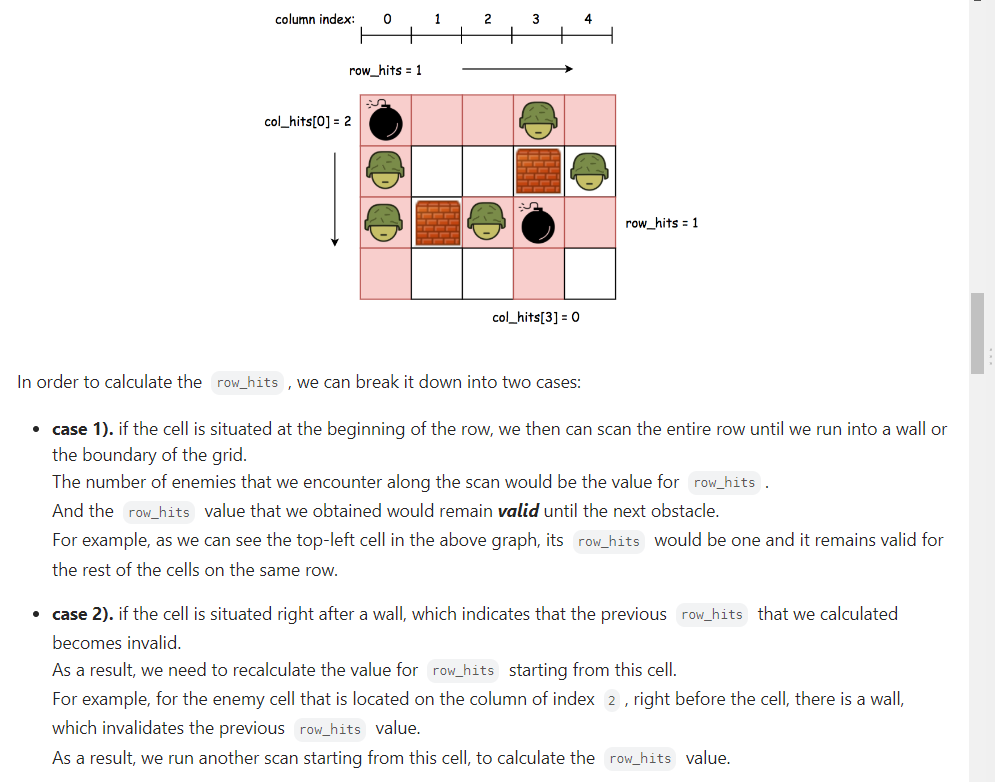 column index: 0 1 2 3 4
row_hits = 1
col_hits[0] = 2
row_hits = 1
col_hits[3] = 0
In order to calculate the row_hits , we can break it down into two cases:
• case 1). if the cell is situated at the beginning of the row, we then can scan the entire row until we run into a wall or
the boundary of the grid.
The number of enemies that we encounter along the scan would be the value for row_hits .
And the row_hits value that we obtained would remain valid until the next obstacle.
For example, as we can see the top-left cell in the above graph, its row_hits would be one and it remains valid for
the rest of the cells on the same row.
• case 2). if the cell is situated right after a wall, which indicates that the previous row_hits that we calculated
becomes invalid.
As a result, we need to recalculate the value for row_hits starting from this cell.
For example, for the enemy cell that is located on the column of index 2 , right before the cell, there is a wall,
which invalidates the previous row_hits value.
As a result, we run another scan starting from this cell, to calculate the row_hits value.